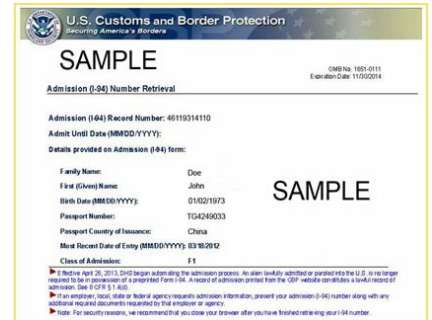 U.S. Customs and Border Protection
Securing America's Borders
SAMPLE
OMB No. 1651-0111
Expiration Date: 11/30/2014
Admission (I-94) Number Retrieval
Admission (I-94) Record Number: 46119314110
Admit Until Date (MM/DD/YYYY):
Details provided on Admission (I-94) form:
Family Name: Doe
First (Given) Name: John
SAMPLE
Birth Date (MM/DD/YYYY): 01/02/1973
Passport Number: TG4249033
Passport Country of Issuance: China
Most Recent Date of Entry (MM/DD/YYYY): 03/18/2012
Class of Admission: F1
Effective April 26, 2013, DHS began automating the admission process. An alien lawfully admitted or paroled into the U.S. is no longer
required to be in possession of a preprinted Form I-94. A record of admission printed from the CBP website constitutes a lawful record of
admission. See 8 CFR § 1.4(d).
If an employer, local, state or federal agency requests admission information, present your admission (I-94) number along with any
additional required documents requested by that employer or agency.
Note: For security reasons, we recommend that you close your browser after you have finished retrieving your I-94 number.